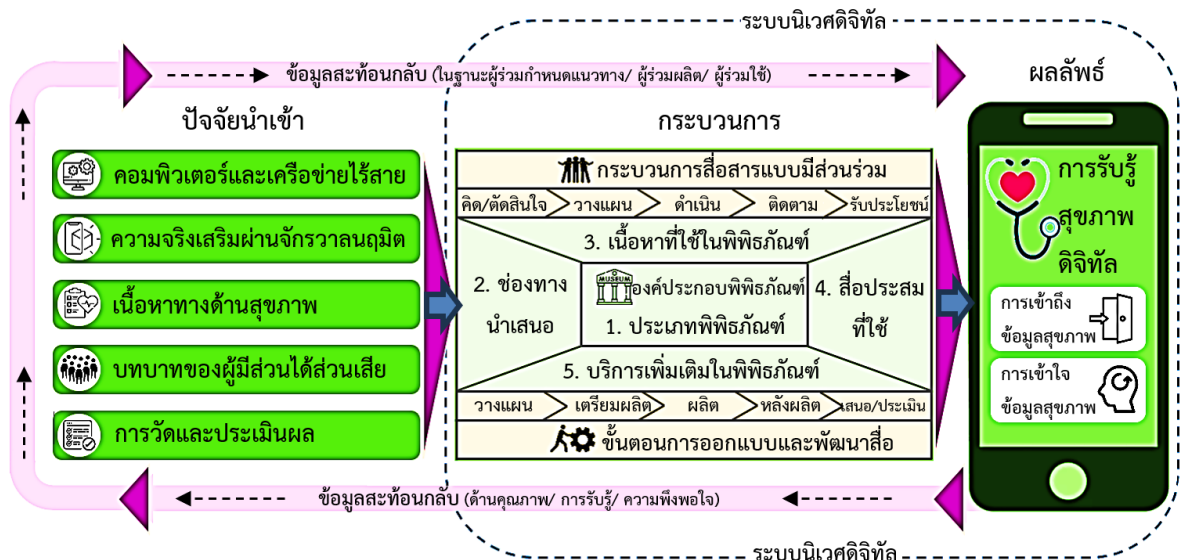 ระบบนิเวศดิจิทัล
ข้อมูลสะท้อนกลับ (ในฐานะผู้ร่วมกำหนดแนวทาง/ ผู้ร่วมผลิต/ ผู้ร่วมใช้)
ผลลัพธ์
ปัจจัยนำเข้า
กระบวนการ
คอมพิวเตอร์และเครือข่ายไร้สาย
ความจริงเสริมผ่านจักรวาลนฤมิต
เนื้อหาทางด้านสุขภาพ
บทบาทของผู้มีส่วนได้ส่วนเสีย
การวัดและประเมินผล
กระบวนการสื่อสารแบบมีส่วนร่วม
คิด/ตัดสินใจ วางแผน ดำเนิน ติดตาม รับประโยชน์
3. เนื้อหาที่ใช้ในพิพิธภัณฑ์
2. ช่องทาง
นำเสนอ
MUSEUM
องค์ประกอบพิพิธภัณฑ์
1. ประเภทพิพิธภัณฑ์
4. สื่อประสม
ที่ใช้
5. บริการเพิ่มเติมในพิพิธภัณฑ์
วางแผน เตรียมผลิต ผลิต หลังผลิต เสนอ/ประเมิน
ขั้นตอนการออกแบบและพัฒนาสื่อ
การรับรู้
สุขภาพ
ดิจิทัล
การเข้าถึง
ข้อมูลสุขภาพ
การเข้าใจ
ข้อมูลสุขภาพ
ข้อมูลสะท้อนกลับ (ด้านคุณภาพ/ การรับรู้/ ความพึงพอใจ)
ระบบนิเวศดิจิทัล